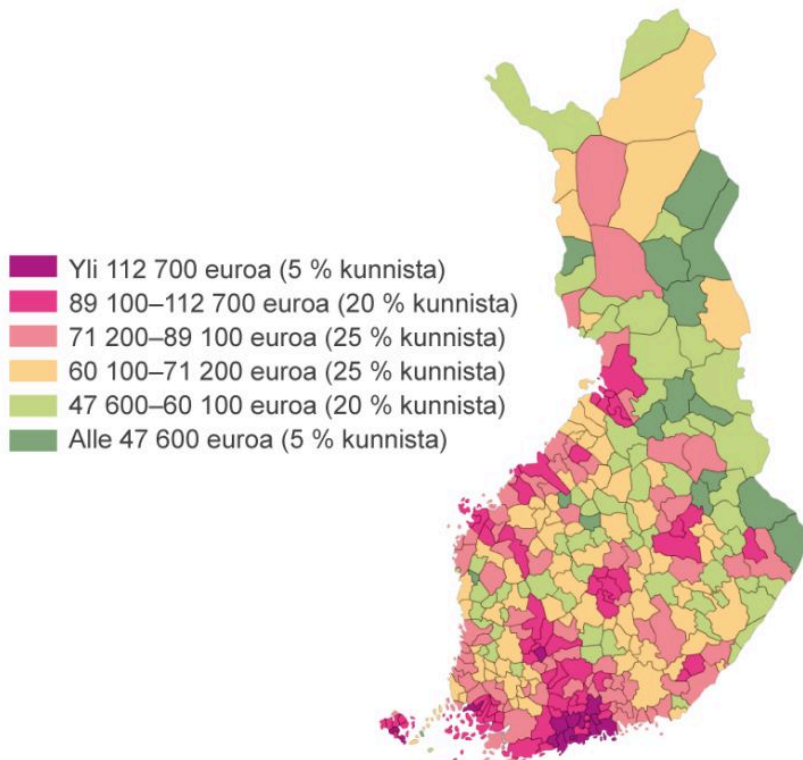 Yli 112 700 euroa (5 % kunnista)
89 100–112 700 euroa (20 % kunnista)
71 200–89 100 euroa (25 % kunnista)
60 100–71 200 euroa (25 % kunnista)
47 600–60 100 euroa (20 % kunnista)
Alle 47 600 euroa (5 % kunnista)